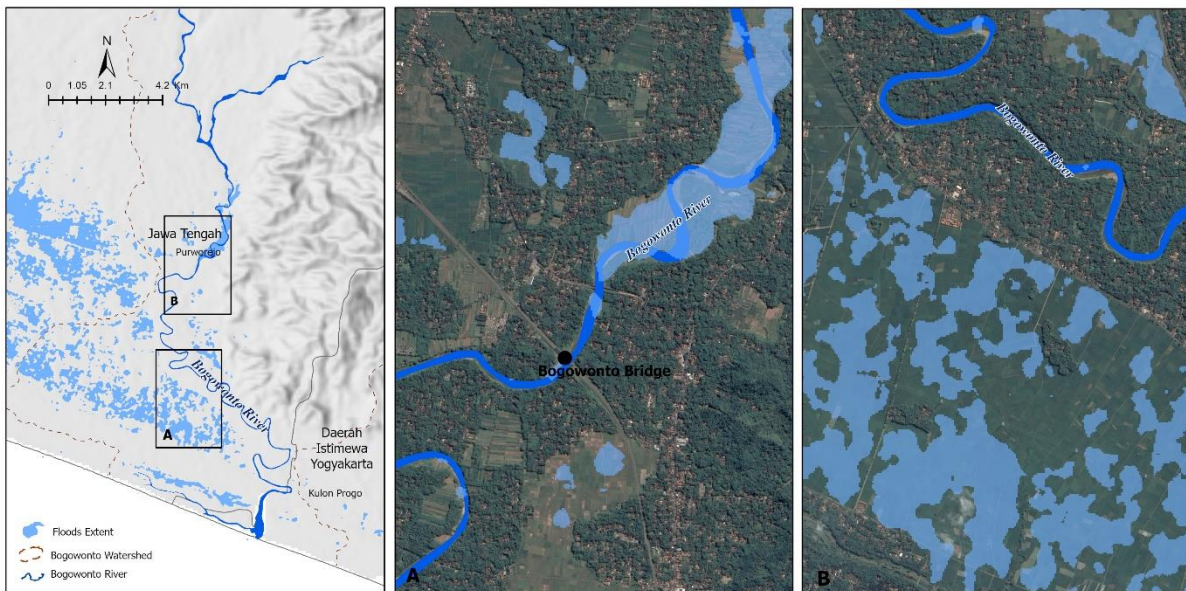 N
0 1.05 2.1 4.2 Km
Jawa Tengah
Purworejo
B
Bogowonto River
A
Daerah
Istimewa
Yogyakarta
Kulon Progo
Floods Extent
Bogowonto Watershed
Bogowonto River
Bogowonto River
Bogowonto Bridge
A
Bogowonto River
B